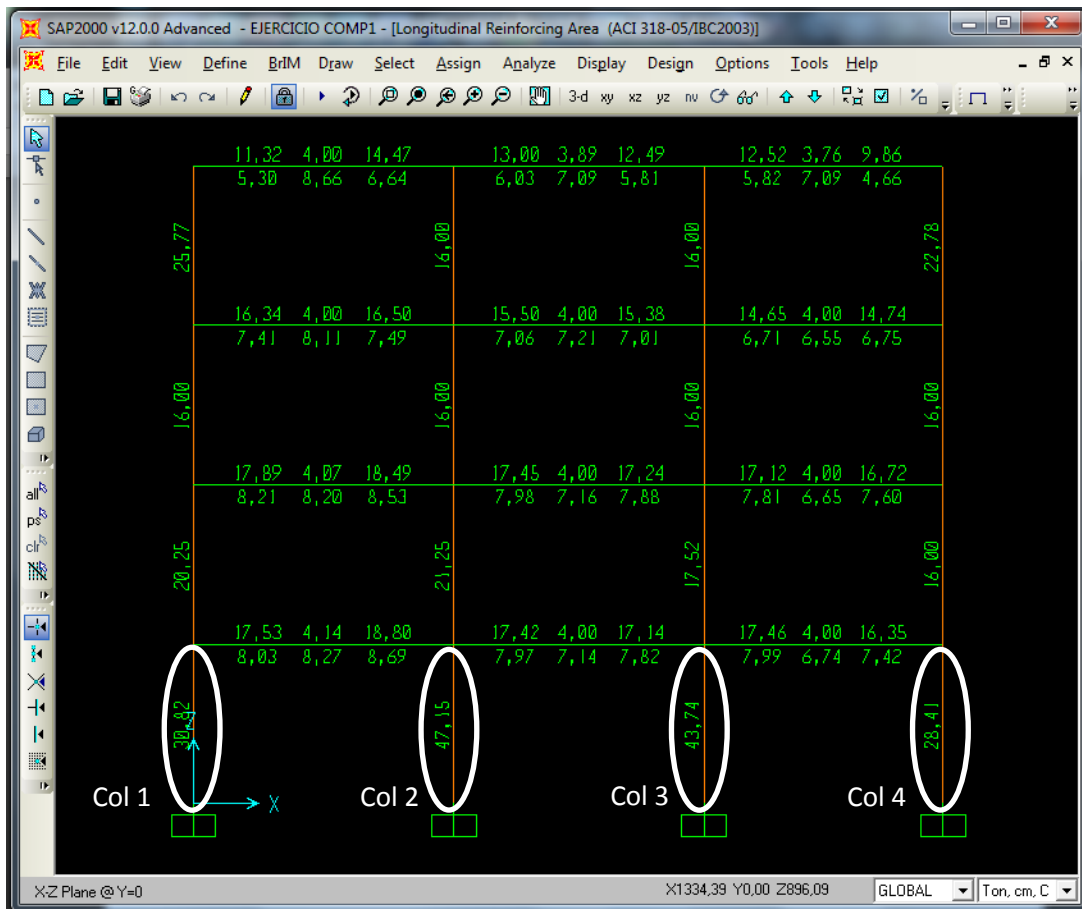 SAP2000 v12.0.0 Advanced - EJERCICIO COMP1 - [Longitudinal Reinforcing Area (ACI 318-05/IBC2003)]
File Edit View Define BrIM Draw Select Assign Analyze Display Design Options Tools Help
3-d xy xz yz nv
all
ps
clr
11,32 4,00 14,47 13,00 3,89 12,49 12,52 3,76 9,86
5,30 8,66 6,64 6,03 7,09 5,81 5,82 7,09 4,66
25,77 16,00 16,00 22,78
16,34 4,00 16,50 15,50 4,00 15,38 14,65 4,00 14,74
7,41 8,11 7,49 7,06 7,21 7,01 6,71 6,55 6,75
16,00 16,00 16,00 16,00
17,89 4,07 18,49 17,45 4,00 17,24 17,12 4,00 16,72
8,21 8,20 8,53 7,98 7,16 7,88 7,81 6,65 7,60
20,25 21,25 17,52 16,00
17,53 4,14 18,80 17,42 4,00 17,14 17,46 4,00 16,35
8,03 8,27 8,69 7,97 7,14 7,82 7,99 6,74 7,42
30,82 47,15 43,74 28,41
Z
Col 1 X Col 2 Col 3 Col 4
X-Z Plane @ Y=0 X1334,39 Y0,00 Z896,09 GLOBAL Ton, cm, C